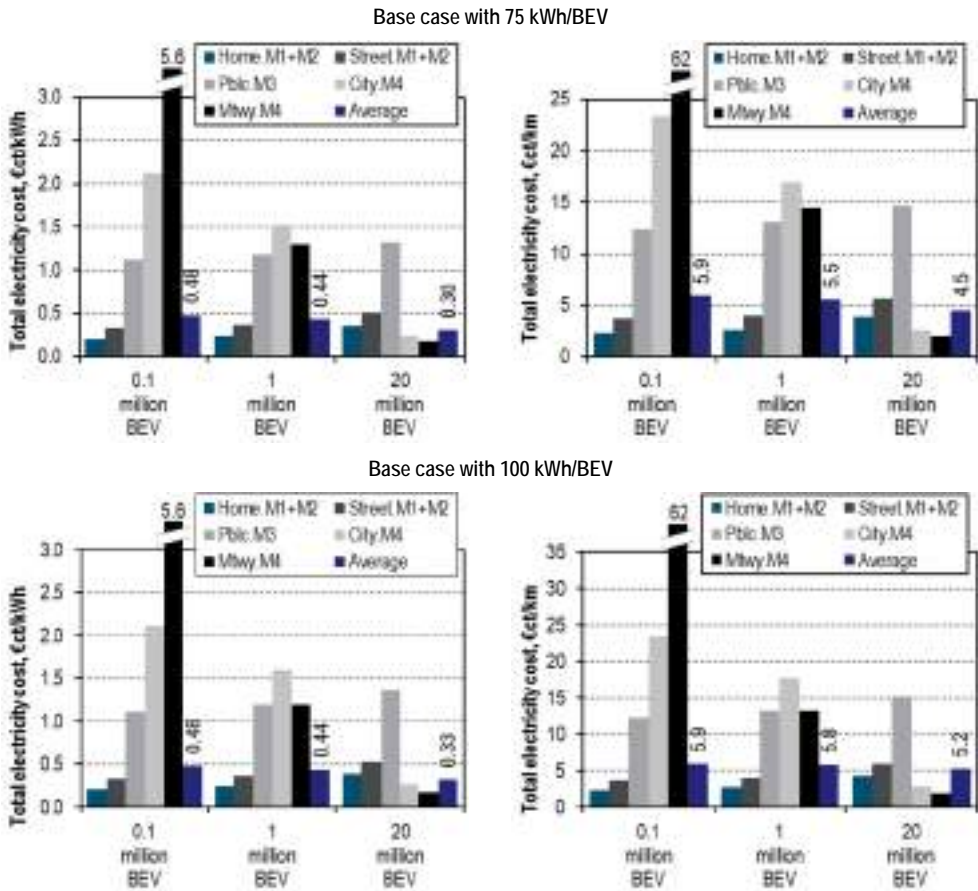 Base case with 75 kWh/BEV
Total electricity cost, €ct/kWh
3.0
2.5
2.0
1.5
1.0
0.5
0.0
5.6
Home.M1+M2
Street.M1+M2
Pblc.M3
City.M4
Mtwy.M4
Average
0.48
0.44
0.30
0.1 million BEV
1 million BEV
20 million BEV
Total electricity cost, €ct/km
25
20
15
10
5
0
62
Home.M1+M2
Street.M1+M2
Pblc.M3
City.M4
Mtwy.M4
Average
5.9
5.5
4.5
0.1 million BEV
1 million BEV
20 million BEV
Base case with 100 kWh/BEV
Total electricity cost, €ct/kWh
3.0
2.5
2.0
1.5
1.0
0.5
0.0
5.6
Home.M1+M2
Street.M1+M2
Pblc.M3
City.M4
Mtwy.M4
Average
0.44
0.33
0.1 million BEV
1 million BEV
20 million BEV
Total electricity cost, €ct/km
35
30
25
20
15
10
5
0
62
Home.M1+M2
Street.M1+M2
Pblc.M3
City.M4
Mtwy.M4
Average
5.9
5.8
5.2
0.1 million BEV
1 million BEV
20 million BEV